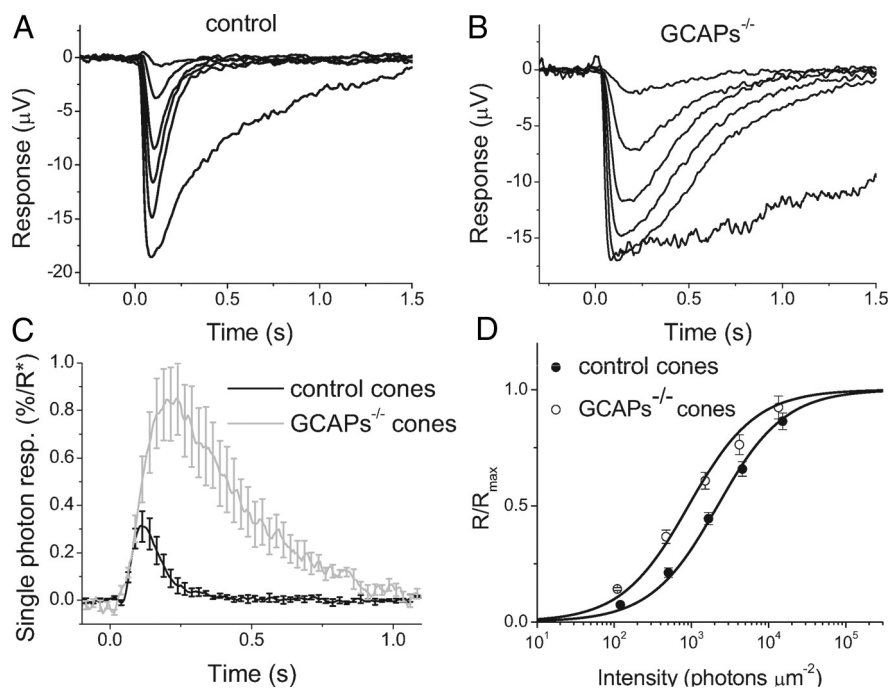 A
control
Response (μV)
0
-5
-10
-15
-20
0.0
0.5
1.0
1.5
Time (s)
B
GCAPs-/-
Response (μV)
0
-5
-10
-15
0.0
0.5
1.0
1.5
Time (s)
C
Single photon resp. (%/R*)
1.0
0.8
0.6
0.4
0.2
0.0
control cones
GCAPs-/- cones
0.0
0.5
1.0
Time (s)
D
control cones
GCAPs-/- cones
R/Rmax
1.0
0.5
0.0
10¹
10²
10³
10⁴
10⁵
Intensity (photons μm⁻²)